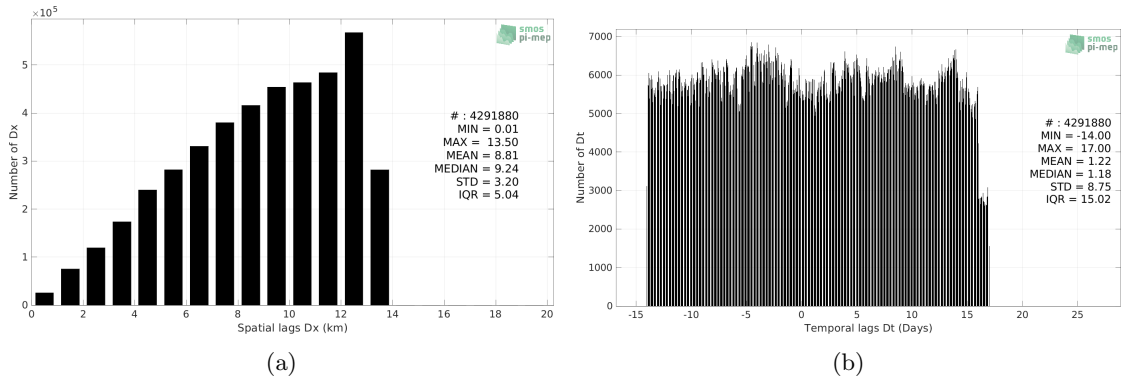 ×10⁵
smos
pi-mep
5
4
3
2
1
0
Number of Dx
# : 4291880
MIN = 0.01
MAX = 13.50
MEAN = 8.81
MEDIAN = 9.24
STD = 3.20
IQR = 5.04
0 2 4 6 8 10 12 14 16 18 20
Spatial lags Dx (km)
(a)
smos
pi-mep
7000
6000
5000
4000
3000
2000
1000
0
Number of Dt
# : 4291880
MIN = -14.00
MAX = 17.00
MEAN = 1.22
MEDIAN = 1.18
STD = 8.75
IQR = 15.02
-15 -10 -5 0 5 10 15 20 25
Temporal lags Dt (Days)
(b)